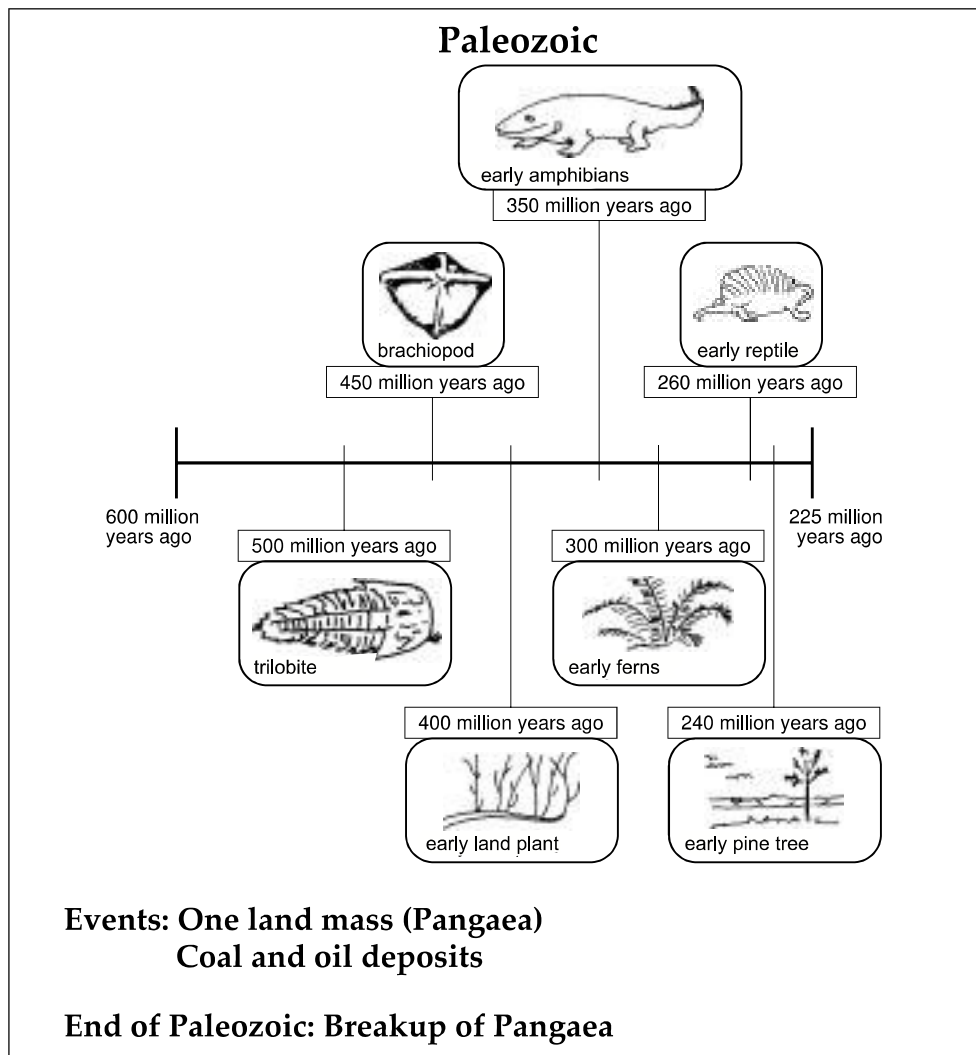 Paleozoic
early amphibians
350 million years ago
brachiopod
450 million years ago
early reptile
260 million years ago
600 million
years ago
225 million
years ago
500 million years ago
trilobite
300 million years ago
early ferns
400 million years ago
early land plant
240 million years ago
early pine tree
Events: One land mass (Pangaea)
Coal and oil deposits
End of Paleozoic: Breakup of Pangaea